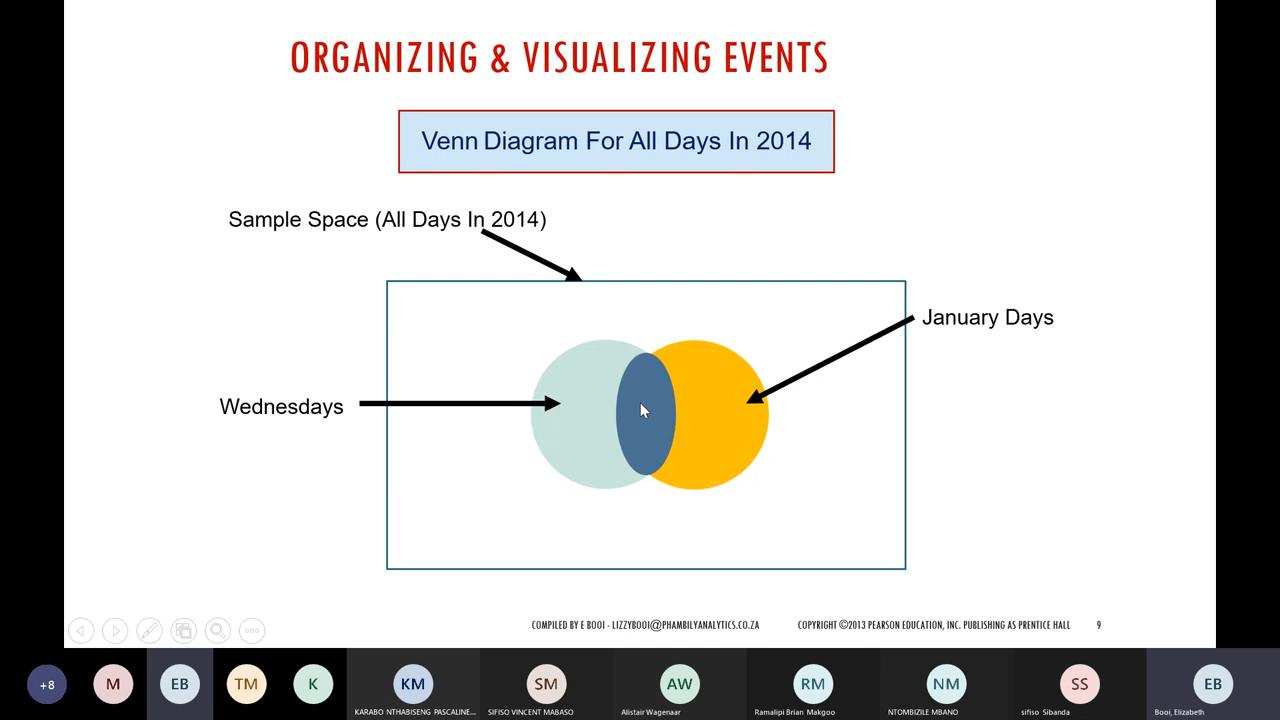 ORGANIZING & VISUALIZING EVENTS
Venn Diagram For All Days In 2014
Sample Space (All Days In 2014)
January Days
Wednesdays
COMPILED BY E BOOI - LIZZYBOOI@PHAMBILYANALYTICS.CO.ZA
COPYRIGHT ©2013 PEARSON EDUCATION, INC. PUBLISHING AS PRENTICE HALL
9
+8
M
EB
TM
K
KM
SM
AW
RM
NM
SS
EB
KARABO NTHABISENG PASCALINE...
SIFISO VINCENT MABASO
Alistair Wagenaar
Ramalipi Brian Makgoo
NTOMBIZILE MBANO
sifiso Sibanda
Booi, Elizabeth